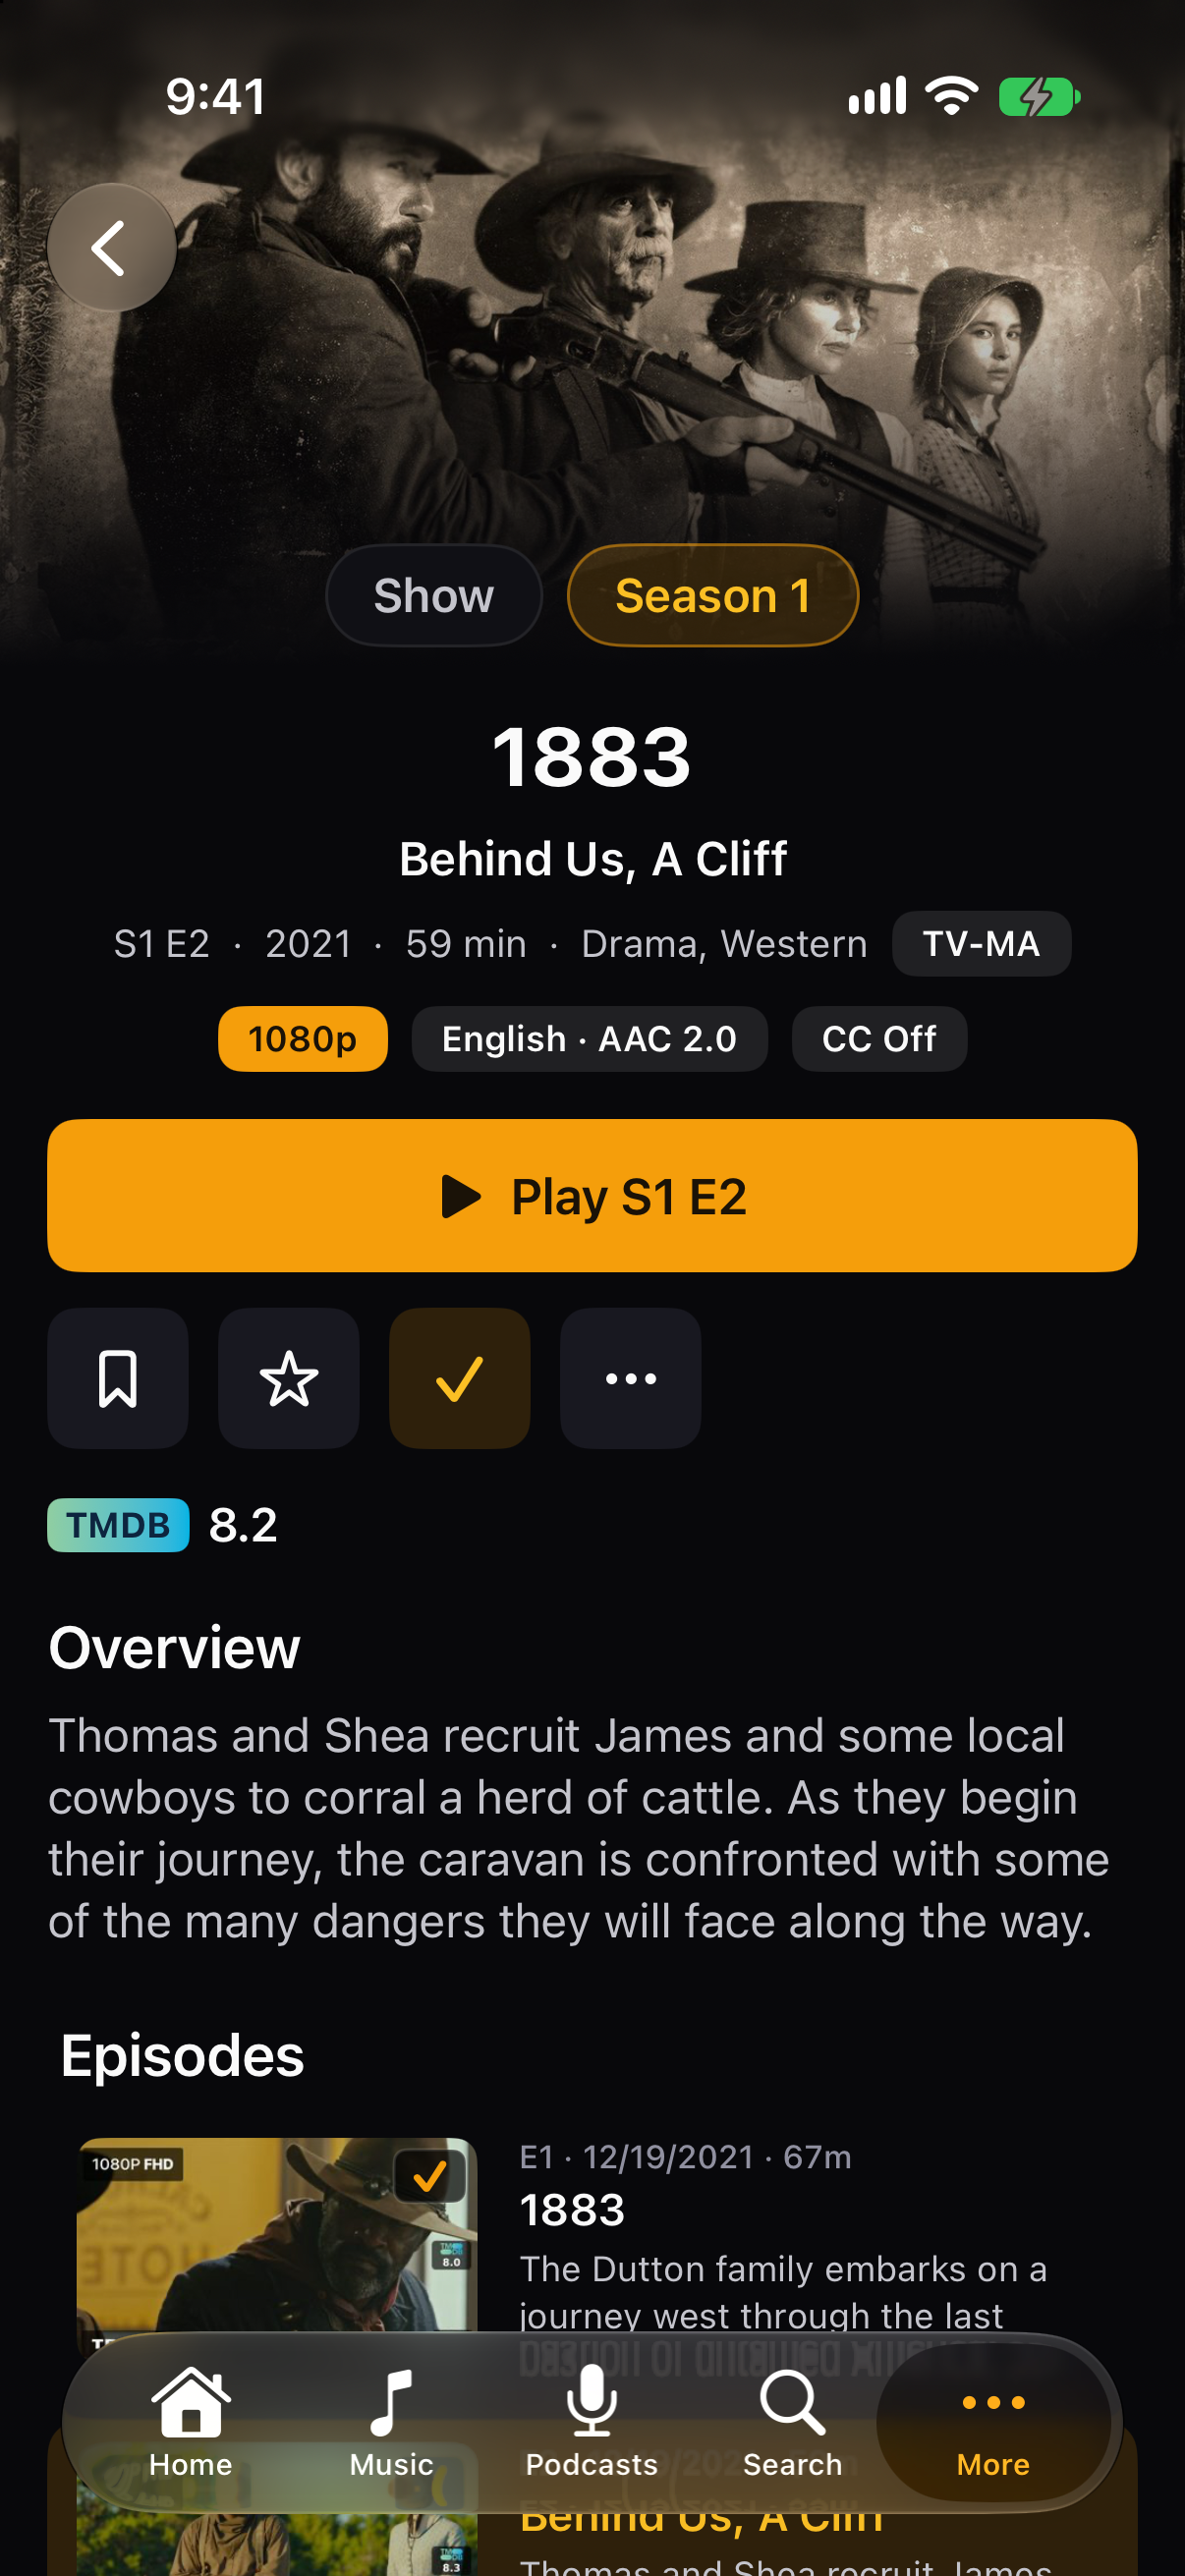 9:41
Show
Season 1
1883
Behind Us, A Cliff
S1 E2 · 2021 · 59 min · Drama, Western TV-MA
1080p English · AAC 2.0 CC Off
Play S1 E2
TMDB 8.2
Overview
Thomas and Shea recruit James and some local
cowboys to corral a herd of cattle. As they begin
their journey, the caravan is confronted with some
of the many dangers they will face along the way.
Episodes
1080P FHD
8.0
E1 · 12/19/2021 · 67m
1883
The Dutton family embarks on a
journey west through the last
Home
Music
Podcasts
Search
More
Behind Us, A Cliff
8.3
Thomas and Shea recruit James